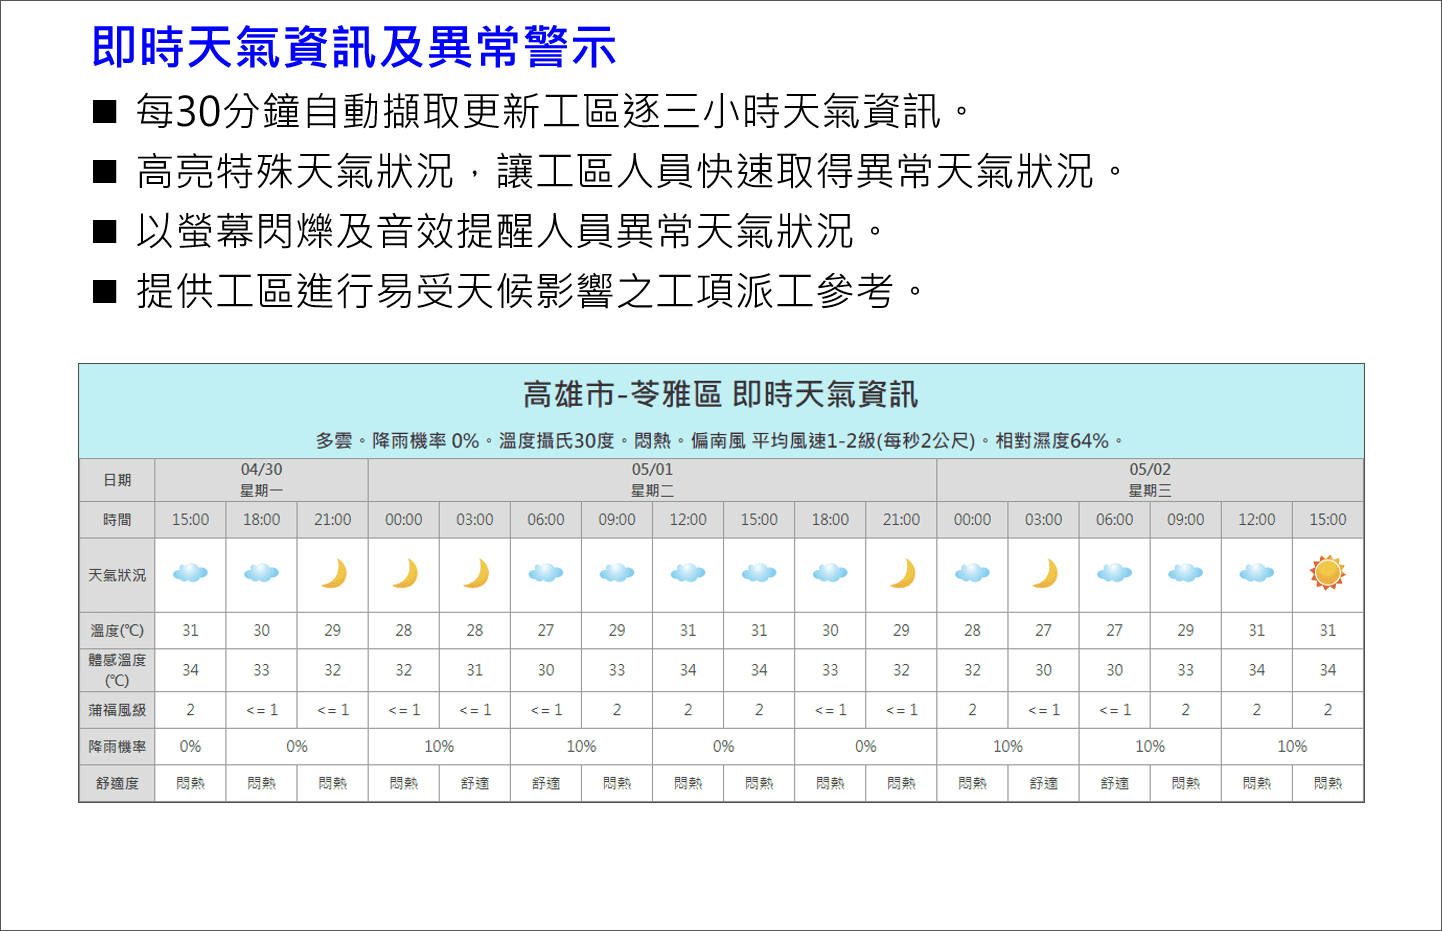 即時天氣資訊及異常警示
■ 每30分鐘自動擷取更新工區逐三小時天氣資訊。
■ 高亮特殊天氣狀況，讓工區人員快速取得異常天氣狀況。
■ 以螢幕閃爍及音效提醒人員異常天氣狀況。
■ 提供工區進行易受天候影響之工項派工參考。
高雄市-苓雅區 即時天氣資訊
多雲。降雨機率 0%。溫度攝氏30度。悶熱。偏南風 平均風速1-2級(每秒2公尺)。相對濕度64%。
日期 04/30 星期一 05/01 星期二 05/02 星期三
時間 15:00 18:00 21:00 00:00 03:00 06:00 09:00 12:00 15:00 18:00 21:00 00:00 03:00 06:00 09:00 12:00 15:00
天氣狀況
溫度(℃) 31 30 29 28 28 27 29 31 31 30 29 28 27 27 29 31 31
體感溫度(℃) 34 33 32 32 31 30 33 34 34 33 32 32 30 30 33 34 34
蒲福風級 2 <= 1 <= 1 <= 1 <= 1 <= 1 2 2 2 <= 1 <= 1 2 <= 1 <= 1 2 2 2
降雨機率 0% 0% 10% 10% 0% 0% 10% 10% 10%
舒適度 悶熱 悶熱 悶熱 悶熱 舒適 舒適 悶熱 悶熱 悶熱 悶熱 悶熱 悶熱 舒適 舒適 悶熱 悶熱 悶熱